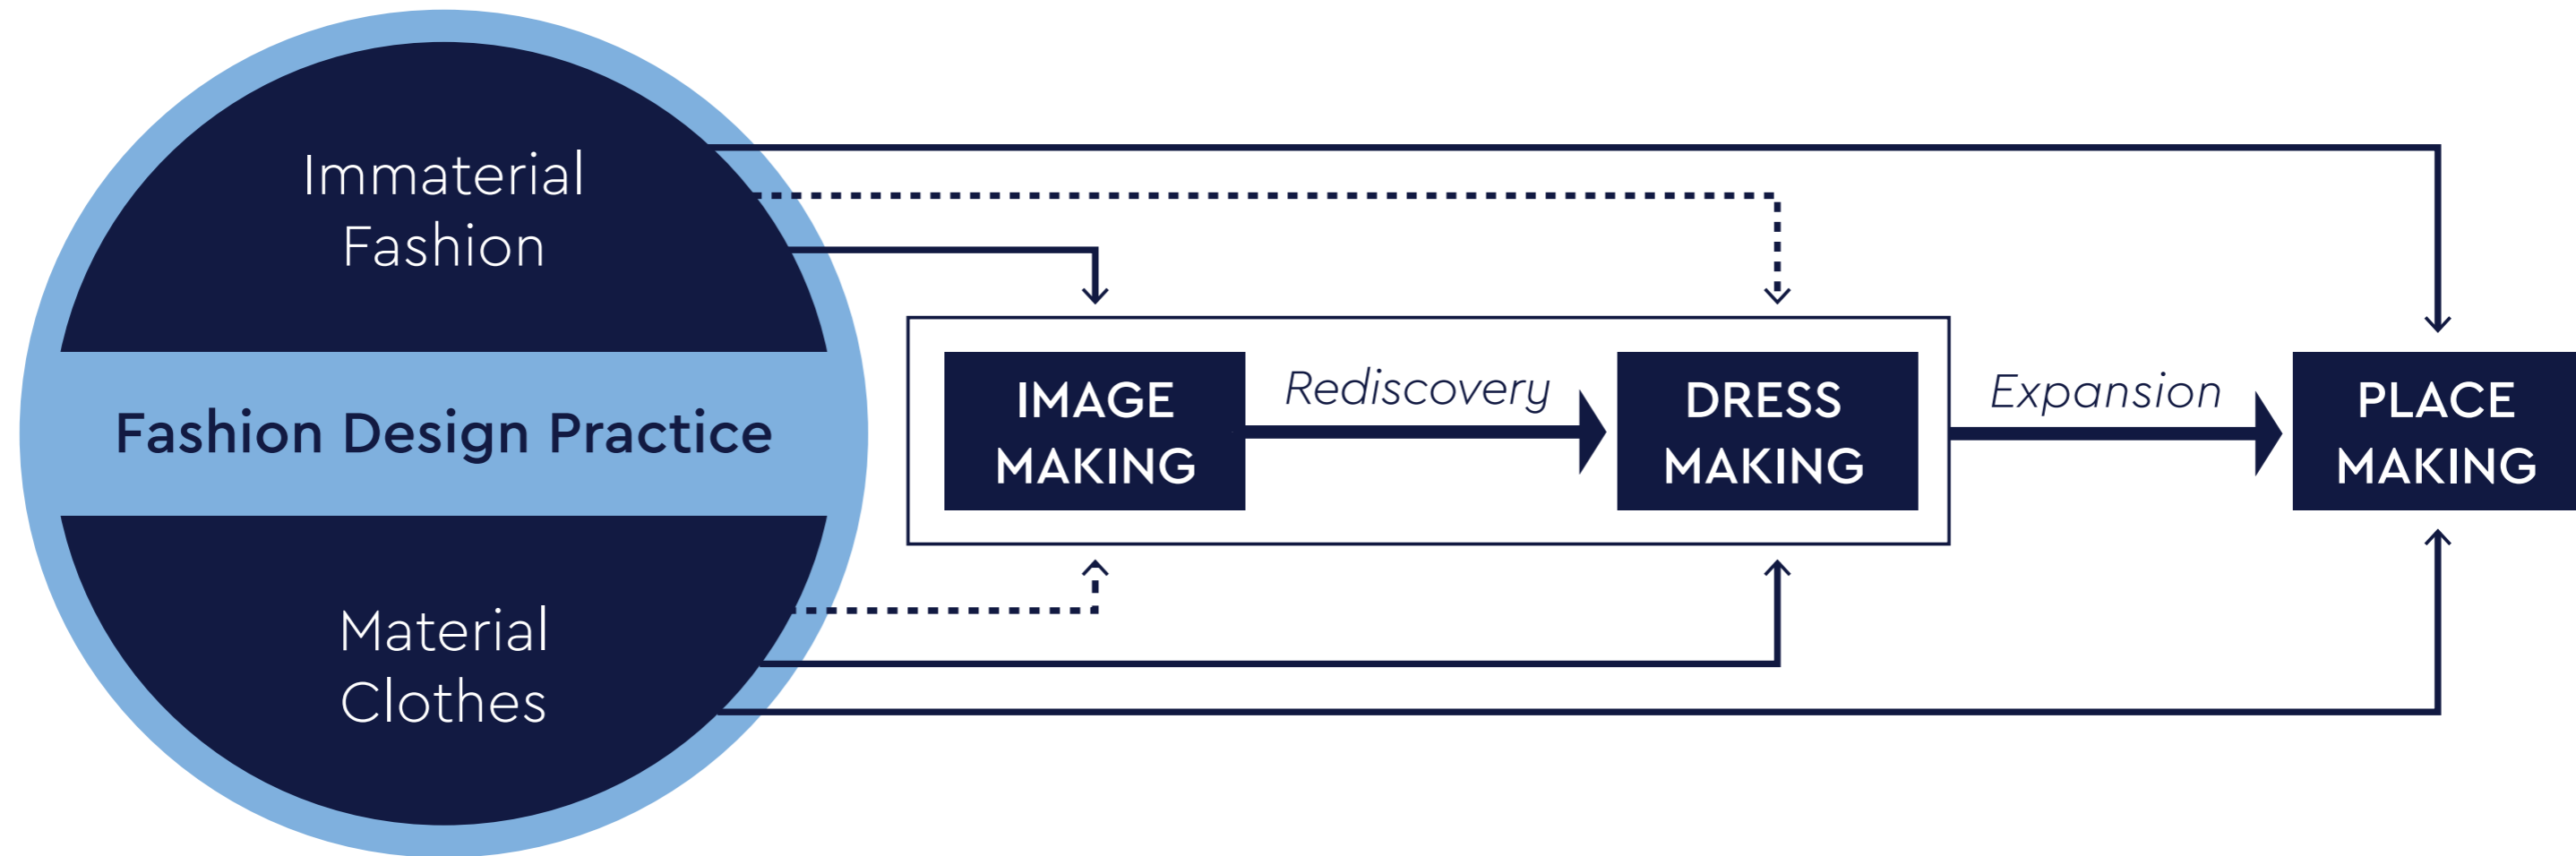 Immaterial
Fashion
Fashion Design Practice
Material
Clothes
IMAGE
MAKING
Rediscovery
DRESS
MAKING
Expansion
PLACE
MAKING